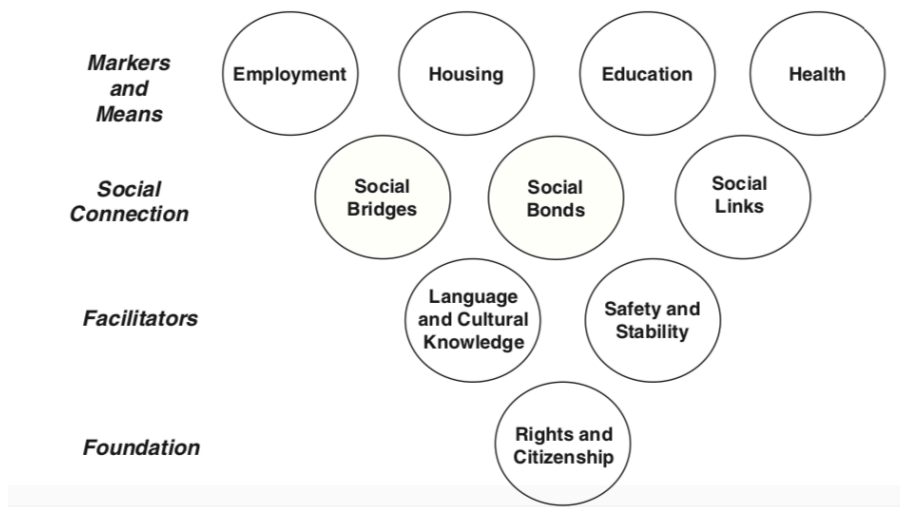 Markers
and
Means
Employment
Housing
Education
Health
Social
Connection
Social
Bridges
Social
Bonds
Social
Links
Facilitators
Language
and Cultural
Knowledge
Safety and
Stability
Foundation
Rights and
Citizenship